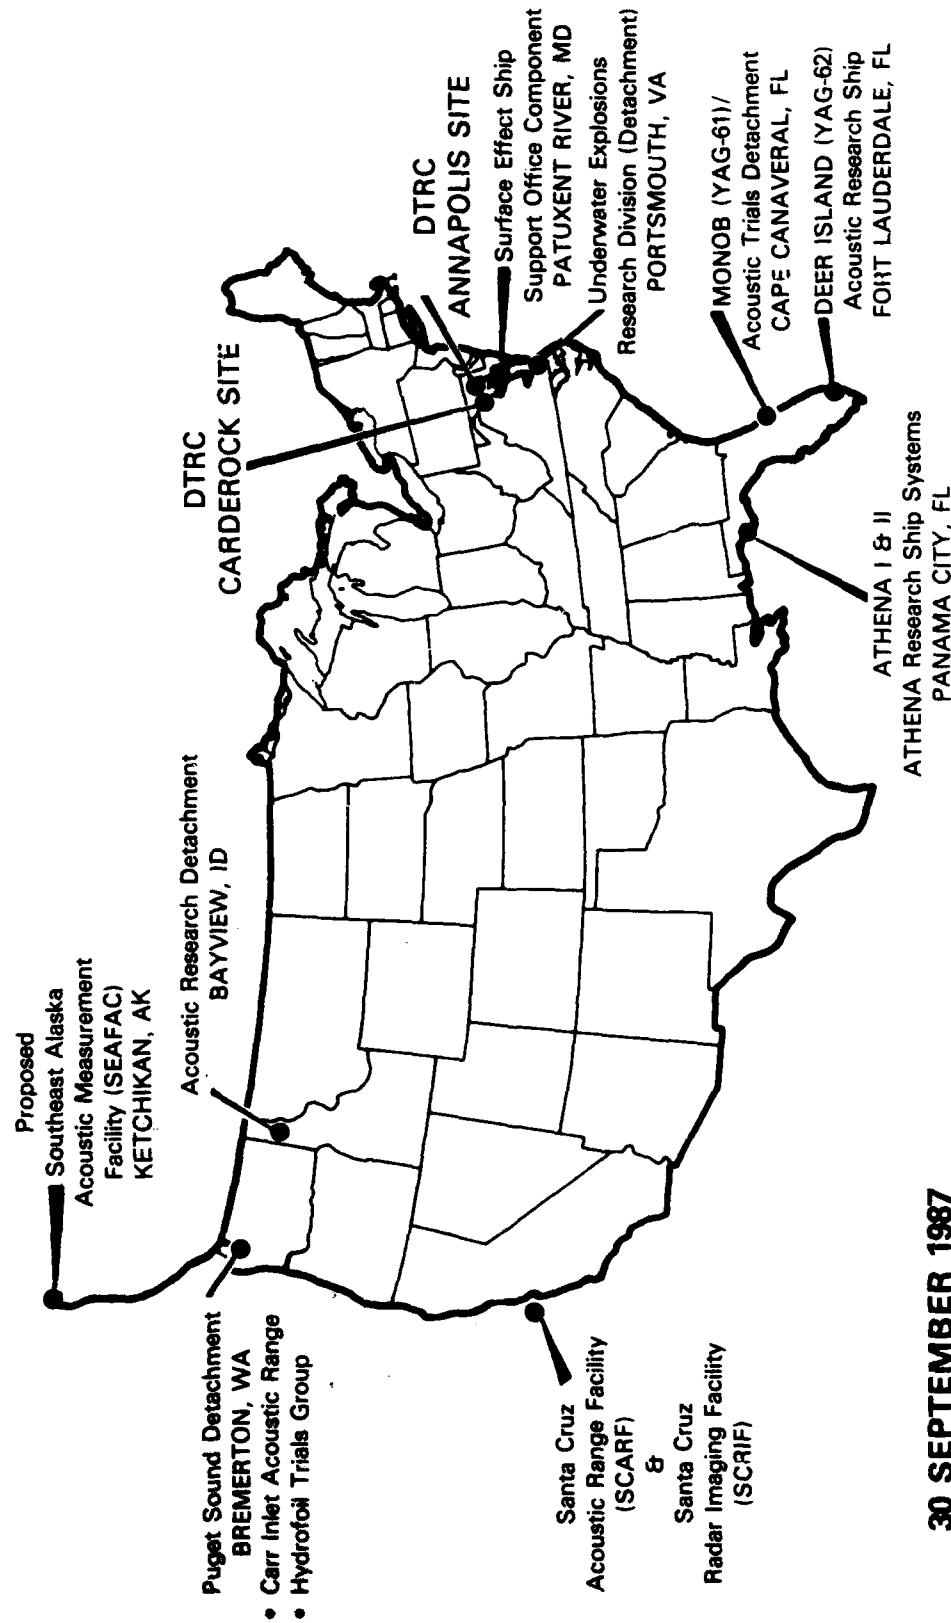 Proposed
Southeast Alaska
Acoustic Measurement
Facility (SEAFAC)
KETCHIKAN, AK
Acoustic Research Detachment
BAYVIEW, ID
Puget Sound Detachment
BREMERTON, WA
• Carr Inlet Acoustic Range
• Hydrofoil Trials Group
Santa Cruz
Acoustic Range Facility
(SCARF)
&
Santa Cruz
Radar Imaging Facility
(SCRIF)
DTRC
CARDEROCK SITE
DTRC
ANNAPOLIS SITE
Surface Effect Ship
Support Office Component
PATUXENT RIVER, MD
Underwater Explosions
Research Division (Detachment)
PORTSMOUTH, VA
MONOB (YAG-61)/
Acoustic Trials Detachment
CAPE CANAVERAL, FL
DEER ISLAND (YAG-62)
Acoustic Research Ship
FORT LAUDERDALE, FL
ATHENA I & II
ATHENA Research Ship Systems
PANAMA CITY, FL
30 SEPTEMBER 1987